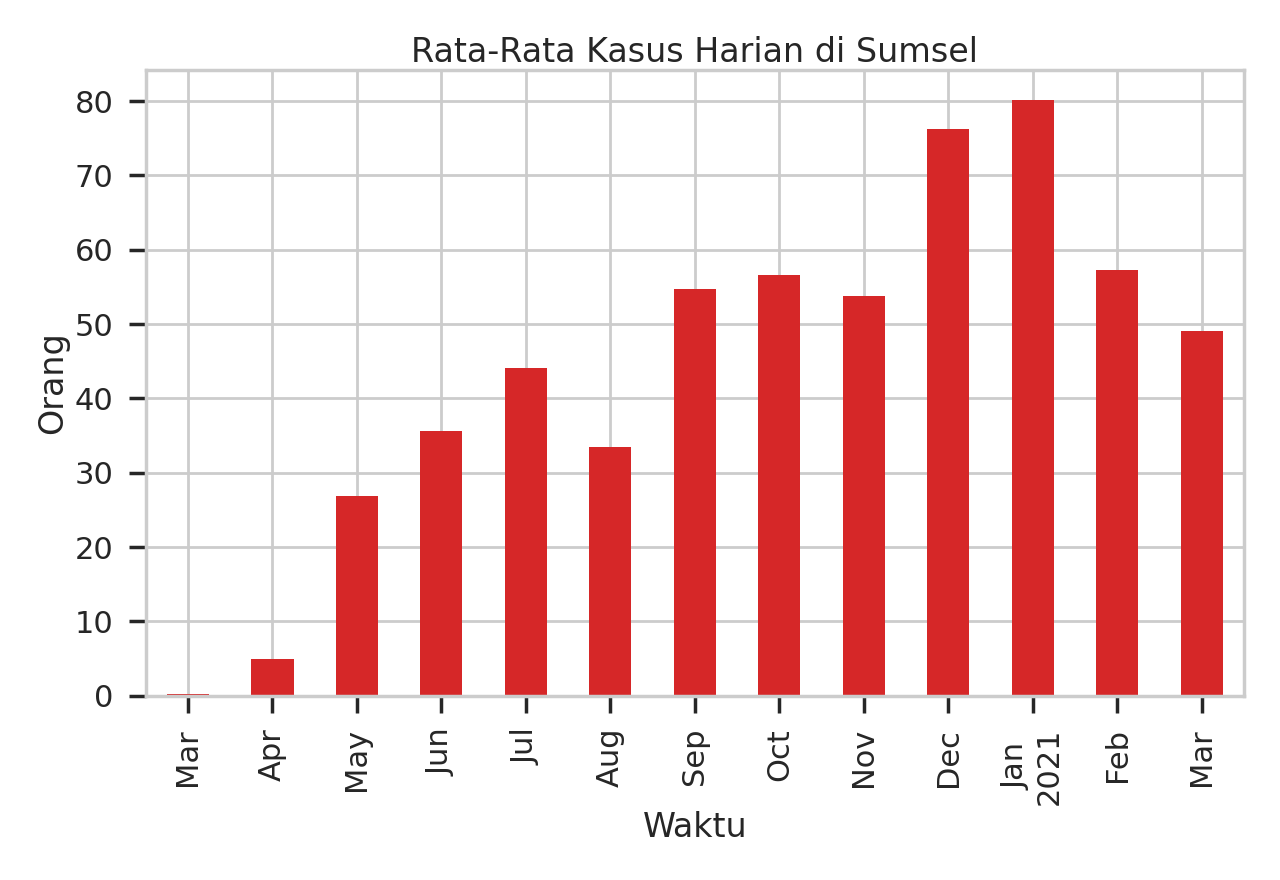 Rata-Rata Kasus Harian di Sumsel
80
70
60
50
40
30
20
10
0
Orang
Mar
Apr
May
Jun
Jul
Aug
Sep
Oct
Nov
Dec
Jan
2021
Feb
Mar
Waktu